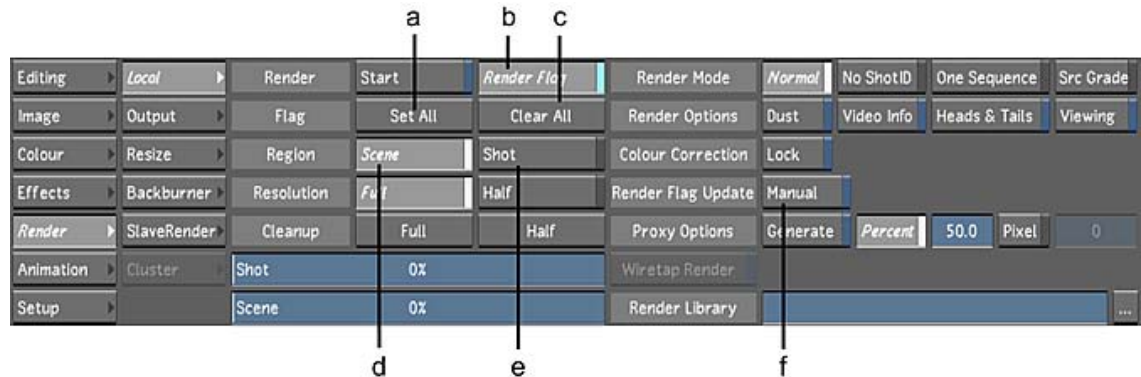 a b c
Editing Local Render Start Render Flag Render Mode Normal No ShotID One Sequence Src Grade
Image Output Flag Set All Clear All Render Options Dust Video Info Heads & Tails Viewing
Colour Resize Region Scene Shot Colour Correction Lock
Effects Backburner Resolution Full Half Render Flag Update Manual
Render SlaveRender Cleanup Full Half Proxy Options Generate Percent 50.0 Pixel 0
Animation Cluster Shot 0% Wiretap Render
Setup Scene 0% Render Library ...
d e f